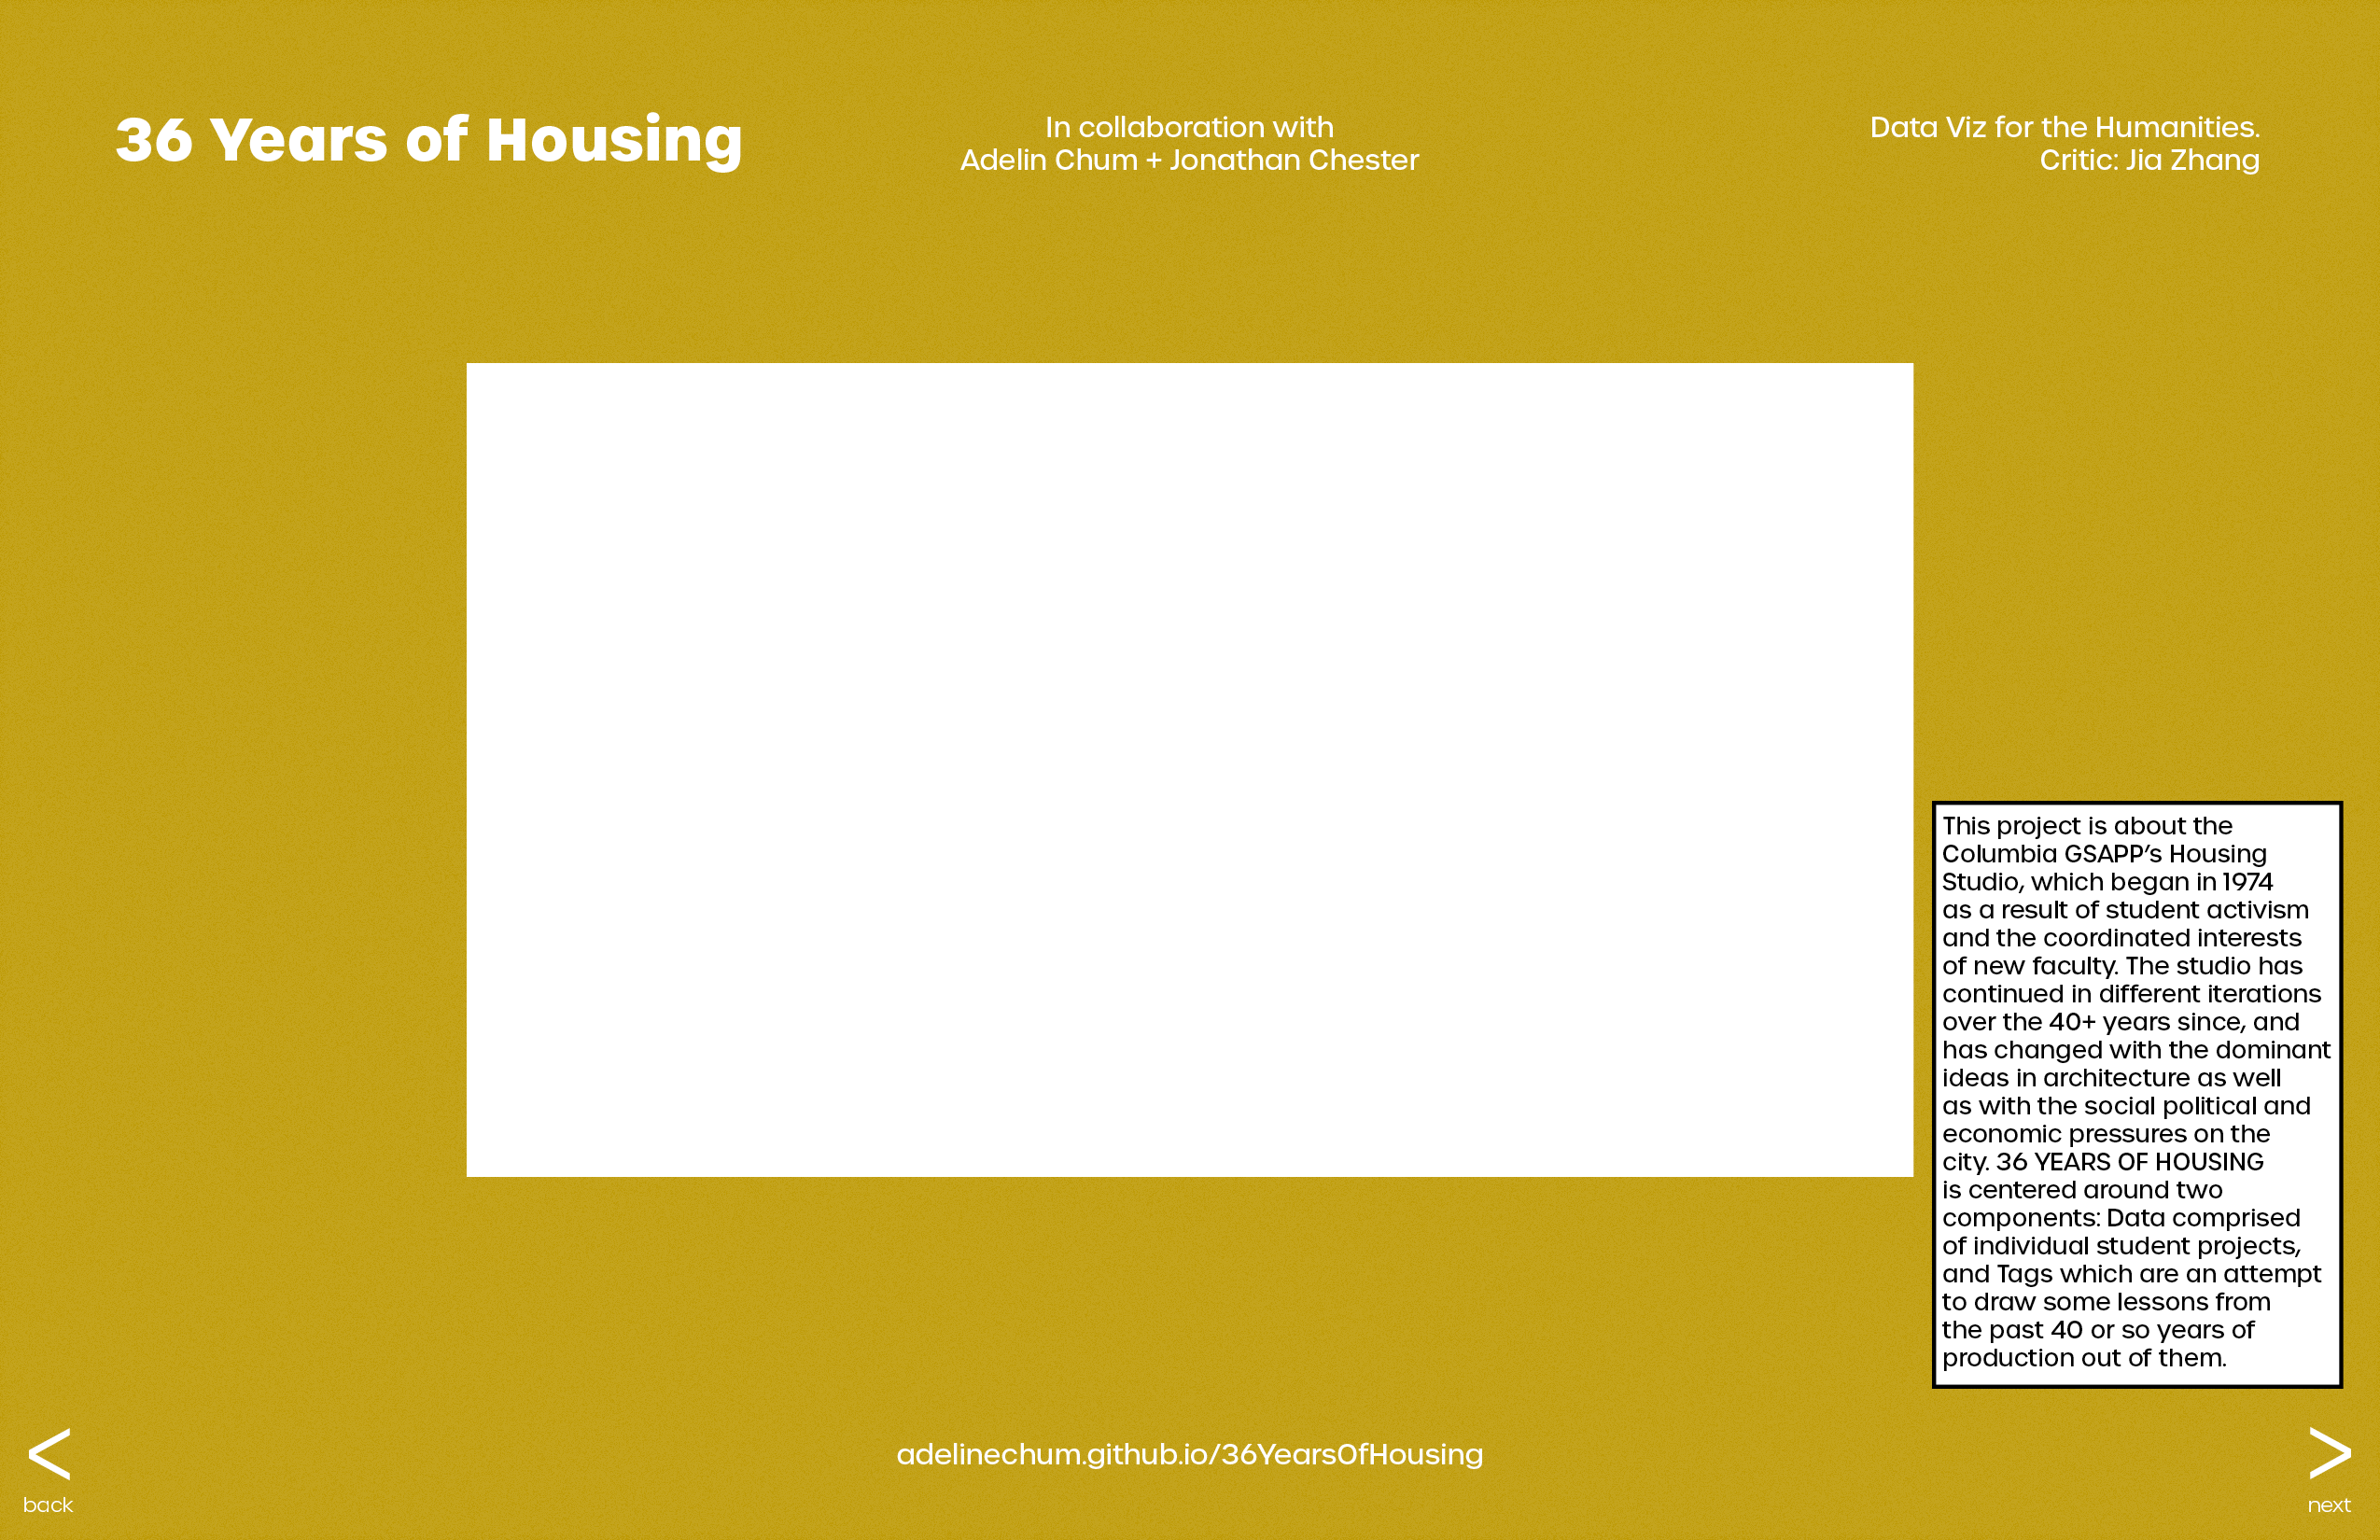 36 Years of Housing
In collaboration with
Adelin Chum + Jonathan Chester
Data Viz for the Humanities.
Critic: Jia Zhang
This project is about the
Columbia GSAPP's Housing
Studio, which began in 1974
as a result of student activism
and the coordinated interests
of new faculty. The studio has
continued in different iterations
over the 40+ years since, and
has changed with the dominant
ideas in architecture as well
as with the social political and
economic pressures on the
city. 36 YEARS OF HOUSING
is centered around two
components: Data comprised
of individual student projects,
and Tags which are an attempt
to draw some lessons from
the past 40 or so years of
production out of them.
<
back
adelinechum.github.io/36YearsOfHousing
>
next